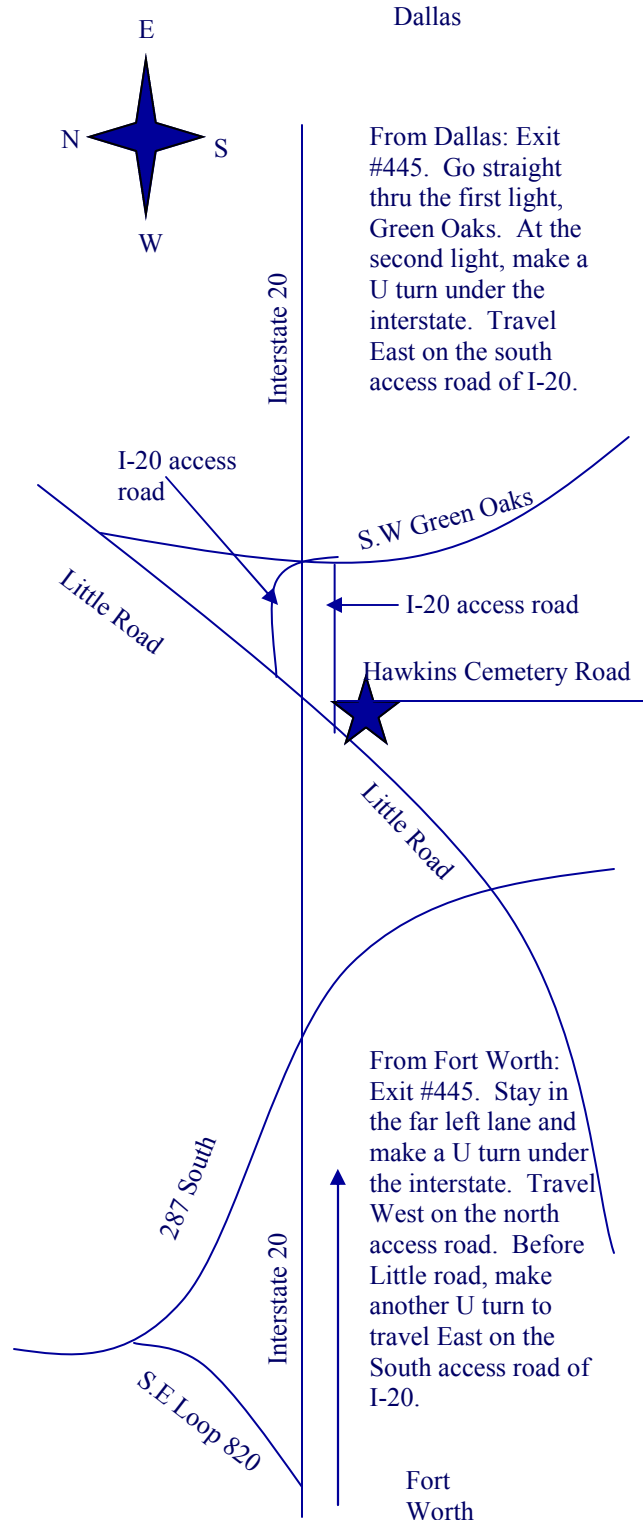 Dallas
E
N
S
W
From Dallas: Exit
#445. Go straight
thru the first light,
Green Oaks. At the
second light, make a
U turn under the
interstate. Travel
East on the south
access road of I-20.
Interstate 20
I-20 access
road
S.W Green Oaks
Little Road
I-20 access road
Hawkins Cemetery Road
Little Road
From Fort Worth:
Exit #445. Stay in
the far left lane and
make a U turn under
the interstate. Travel
West on the north
access road. Before
Little road, make
another U turn to
travel East on the
South access road of
I-20.
287 South
Interstate 20
S.E Loop 820
Fort
Worth